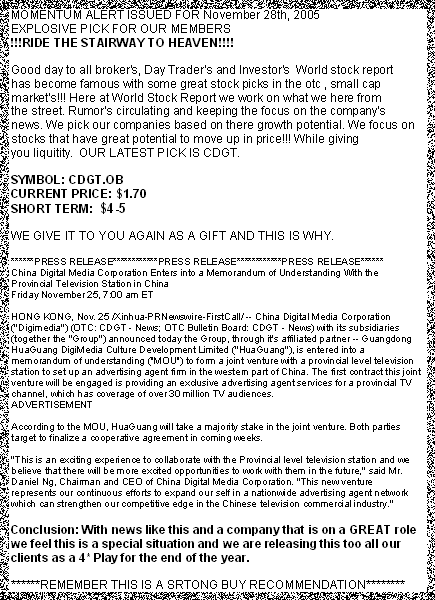 MOMENTUM ALERT ISSUED FOR November 28th, 2005
EXPLOSIVE PICK FOR OUR MEMBERS
!!!RIDE THE STAIRWAY TO HEAVEN!!!!
Good day to all broker's, Day Trader's and Investor's  World stock report
has become famous with some great stock picks in the otc , small cap
market's!!! Here at World Stock Report we work on what we here from
the street. Rumor's circulating and keeping the focus on the company's
news. We pick our companies based on there growth potential. We focus on
stocks that have great potential to move up in price!!! While giving
you liquitity.  OUR LATEST PICK IS CDGT.
SYMBOL: CDGT.OB
CURRENT PRICE: $1.70
SHORT TERM:  $4 -5
WE GIVE IT TO YOU AGAIN AS A GIFT AND THIS IS WHY.
******PRESS RELEASE************PRESS RELEASE************PRESS RELEASE******
China Digital Media Corporation Enters into a Memorandum of Understanding With the
Provincial Television Station in China
Friday November 25, 7:00 am ET
HONG KONG, Nov. 25 /Xinhua-PRNewswire-FirstCall/ -- China Digital Media Corporation
("Digimedia") (OTC: CDGT - News; OTC Bulletin Board: CDGT - News) with its subsidiaries
(together the "Group") announced today the Group, through it's affiliated partner -- Guangdong
HuaGuang DigiMedia Culture Development Limited ("HuaGuang"), is entered into a
memorandum of understanding ("MOU") to form a joint venture with a provincial level television
station to set up an advertising agent firm in the western part of China. The first contract this joint
venture will be engaged is providing an exclusive advertising agent services for a provincial TV
channel, which has coverage of over 30 million TV audiences.
ADVERTISEMENT
According to the MOU, HuaGuang will take a majority stake in the joint venture. Both parties
target to finalize a cooperative agreement in coming weeks.
"This is an exciting experience to collaborate with the Provincial level television station and we
believe that there will be more excited opportunities to work with them in the future," said Mr.
Daniel Ng, Chairman and CEO of China Digital Media Corporation. "This new venture
represents our continuous efforts to expand our self in a nationwide advertising agent network
which can strengthen our competitive edge in the Chinese television commercial industry."
Conclusion: With news like this and a company that is on a GREAT role
we feel this is a special situation and we are releasing this too all our
clients as a 4* Play for the end of the year.
******REMEMBER THIS IS A SRTONG BUY RECOMMENDATION********